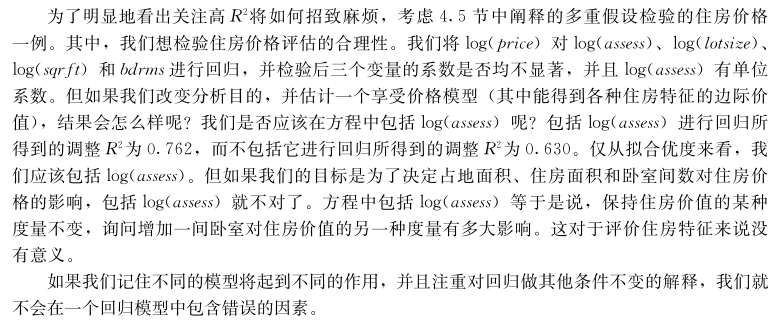 为了明显地看出关注高 R²将如何招致麻烦，考虑 4.5 节中阐释的多重假设检验的住房价格
一例。其中，我们想检验住房价格评估的合理性。我们将 log(price) 对 log(assess)、log(lotsize)、
log(sqrft) 和 bdrms 进行回归，并检验后三个变量的系数是否均不显著，并且 log(assess) 有单位
系数。但如果我们改变分析目的，并估计一个享受价格模型（其中能得到各种住房特征的边际价
值），结果会怎么样呢？我们是否应该在方程中包括 log(assess) 呢？包括 log(assess) 进行回归所
得到的调整 R²为 0.762，而不包括它进行回归所得到的调整 R²为 0.630。仅从拟合优度来看，我
们应该包括 log(assess)。但如果我们的目标是为了决定占地面积、住房面积和卧室间数对住房价
格的影响，包括 log(assess) 就不对了。方程中包括 log(assess) 等于是说，保持住房价值的某种
度量不变，询问增加一间卧室对住房价值的另一种度量有多大影响。这对于评价住房特征来说没
有意义。
如果我们记住不同的模型将起到不同的作用，并且注重对回归做其他条件不变的解释，我们就
不会在一个回归模型中包含错误的因素。